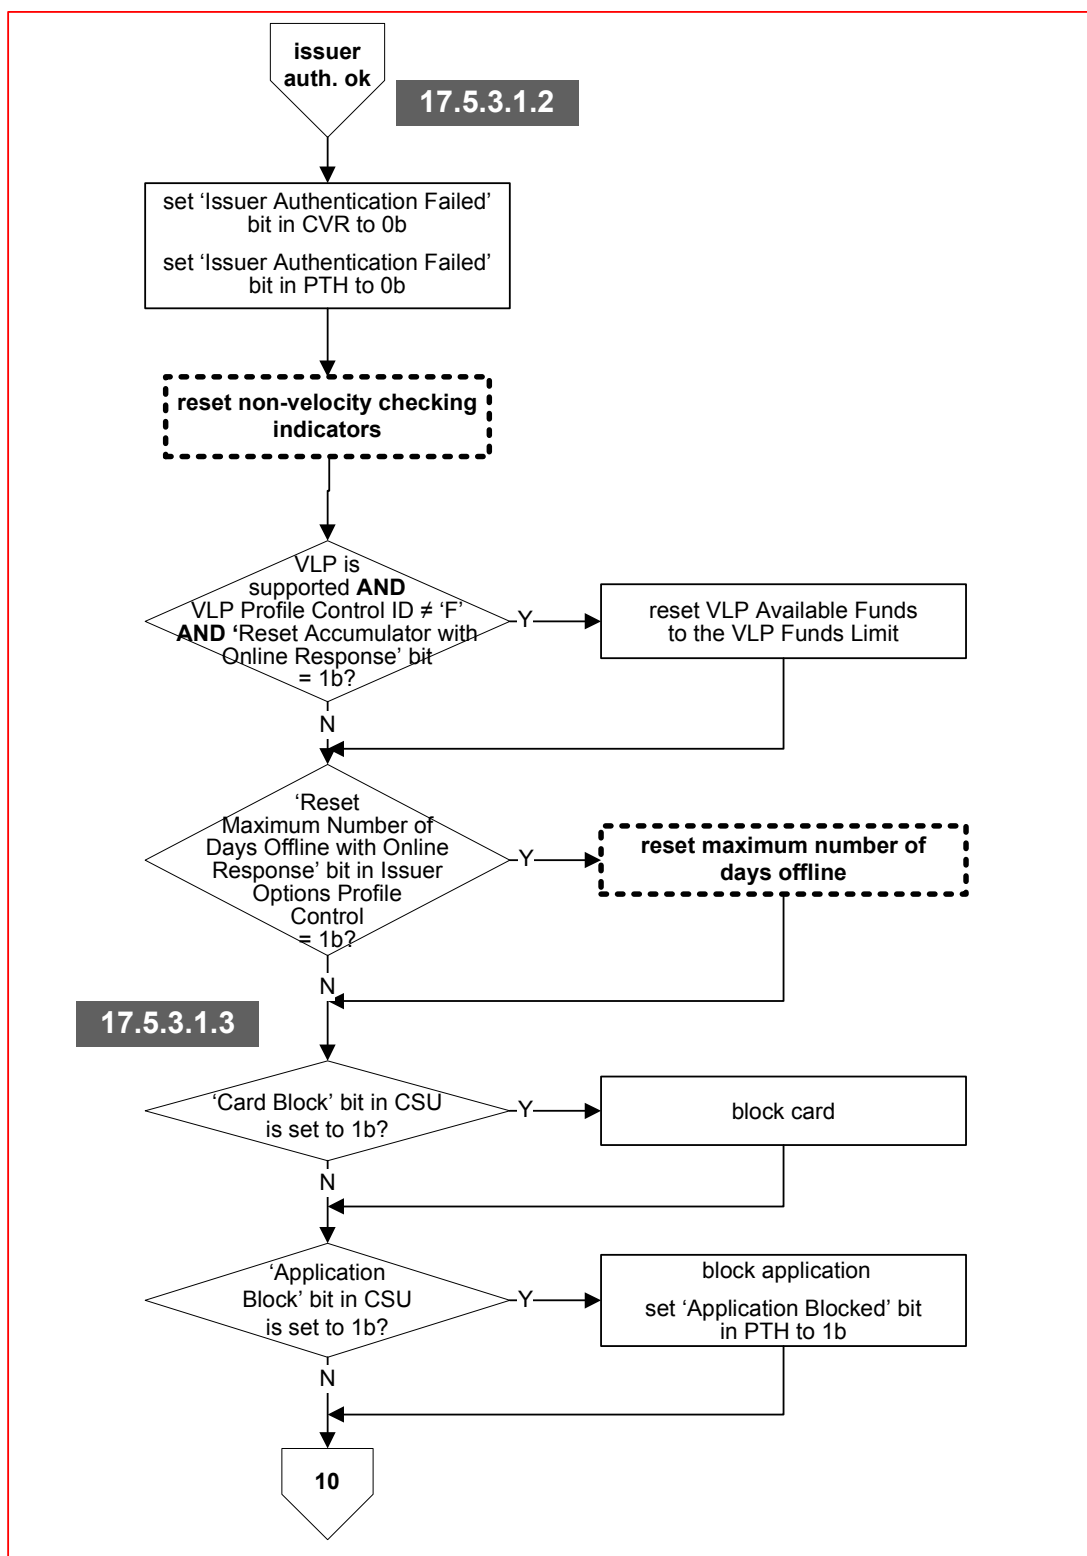 issuer
auth. ok
17.5.3.1.2
set ‘Issuer Authentication Failed’
bit in CVR to 0b
set ‘Issuer Authentication Failed’
bit in PTH to 0b
reset non-velocity checking
indicators
VLP is
supported AND
VLP Profile Control ID ≠ ‘F’
AND ‘Reset Accumulator with
Online Response’ bit
= 1b?
Y
reset VLP Available Funds
to the VLP Funds Limit
N
‘Reset
Maximum Number of
Days Offline with Online
Response’ bit in Issuer
Options Profile
Control
= 1b?
Y
reset maximum number of
days offline
N
17.5.3.1.3
‘Card Block’ bit in CSU
is set to 1b?
Y
block card
N
‘Application
Block’ bit in CSU
is set to 1b?
Y
block application
set ‘Application Blocked’ bit
in PTH to 1b
N
10